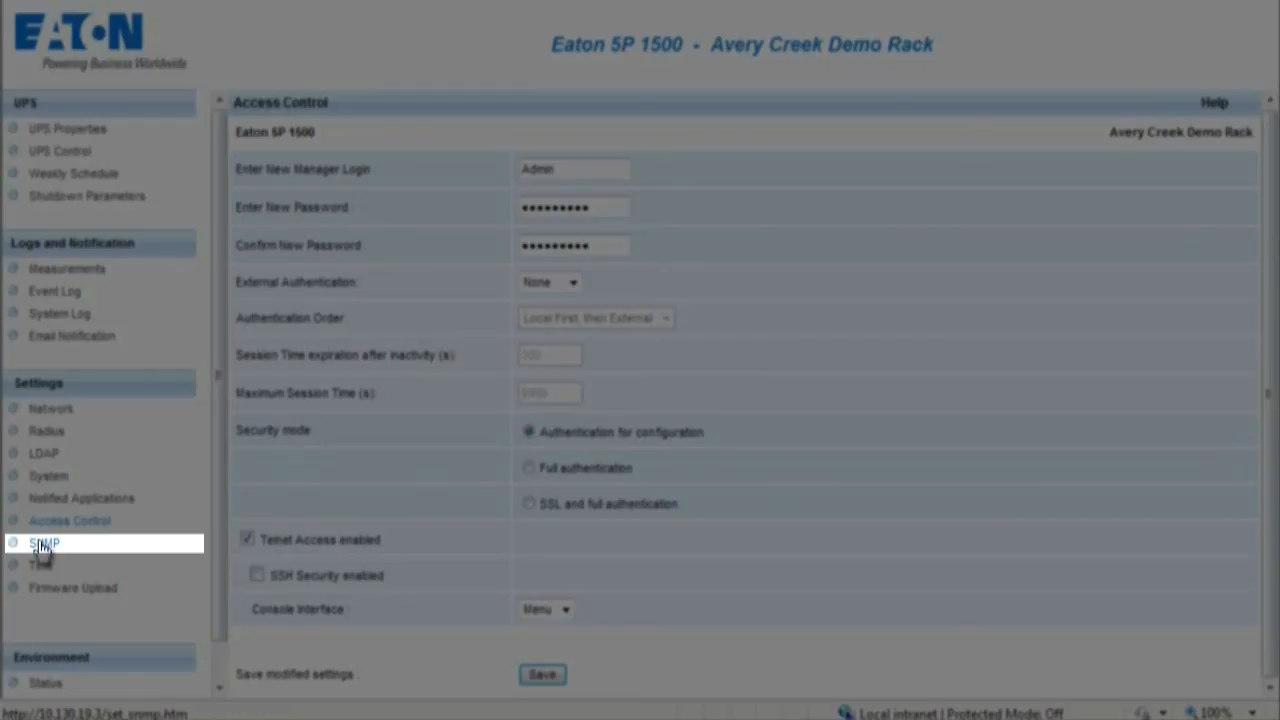 EATON
Powering Business Worldwide
Eaton 5P 1500 - Avery Creek Demo Rack
UPS
UPS Properties
UPS Control
Weekly Schedule
Shutdown Parameters
Logs and Notification
Measurements
Event Log
System Log
Email Notification
Settings
Network
Radius
LDAP
System
Notified Applications
Access Control
SNMP
Firmware Upload
Environment
Status
Access Control
Help
Eaton 5P 1500
Avery Creek Demo Rack
Enter New Manager Login
Admin
Enter New Password
•••••••••
Confirm New Password
•••••••••
External Authentication:
None
Authentication Order
Local First, then External
Session Time expiration after inactivity (s):
Maximum Session Time (s):
Security mode
Authentication for configuration
Full authentication
SSL and full authentication
Telnet Access enabled
SSH Security enabled
Console Interface :
Menu
Save modified settings :
Save
http://10.130.19.3/set_snmp.htm
Local intranet | Protected Mode: Off
100%